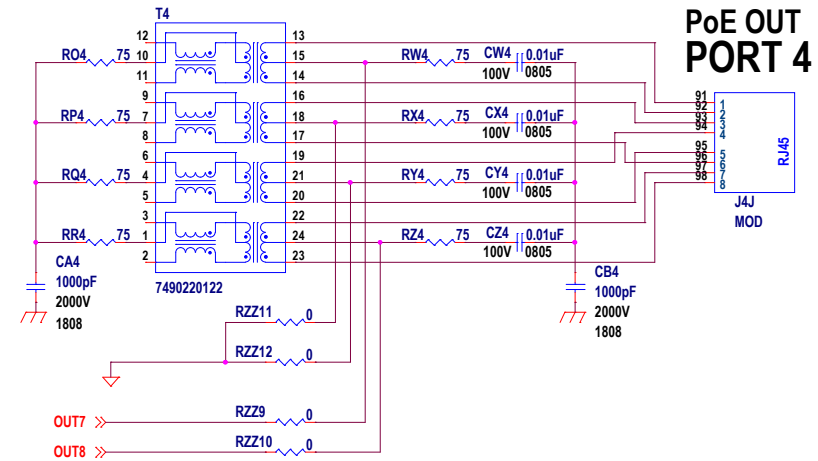 T4
PoE OUT
PORT 4
12
13
RO4 75 10
15 RW4 75 CW4 0.01uF
100V 0805
11
14
9
16
RP4 75 7
18 RX4 75 CX4 0.01uF
100V 0805
8
17
6
19
RQ4 75 4
21 RY4 75 CY4 0.01uF
100V 0805
5
20
3
22
RR4 75 1
24 RZ4 75 CZ4 0.01uF
100V 0805
2
23
91 1
92 2
93 3
94 4
95 5
96 6
97 7
98 8
RJ45
J4J
MOD
CA4
1000pF
2000V
1808
7490220122
CB4
1000pF
2000V
1808
RZZ11 0
RZZ12 0
OUT7 RZZ9 0
OUT8 RZZ10 0